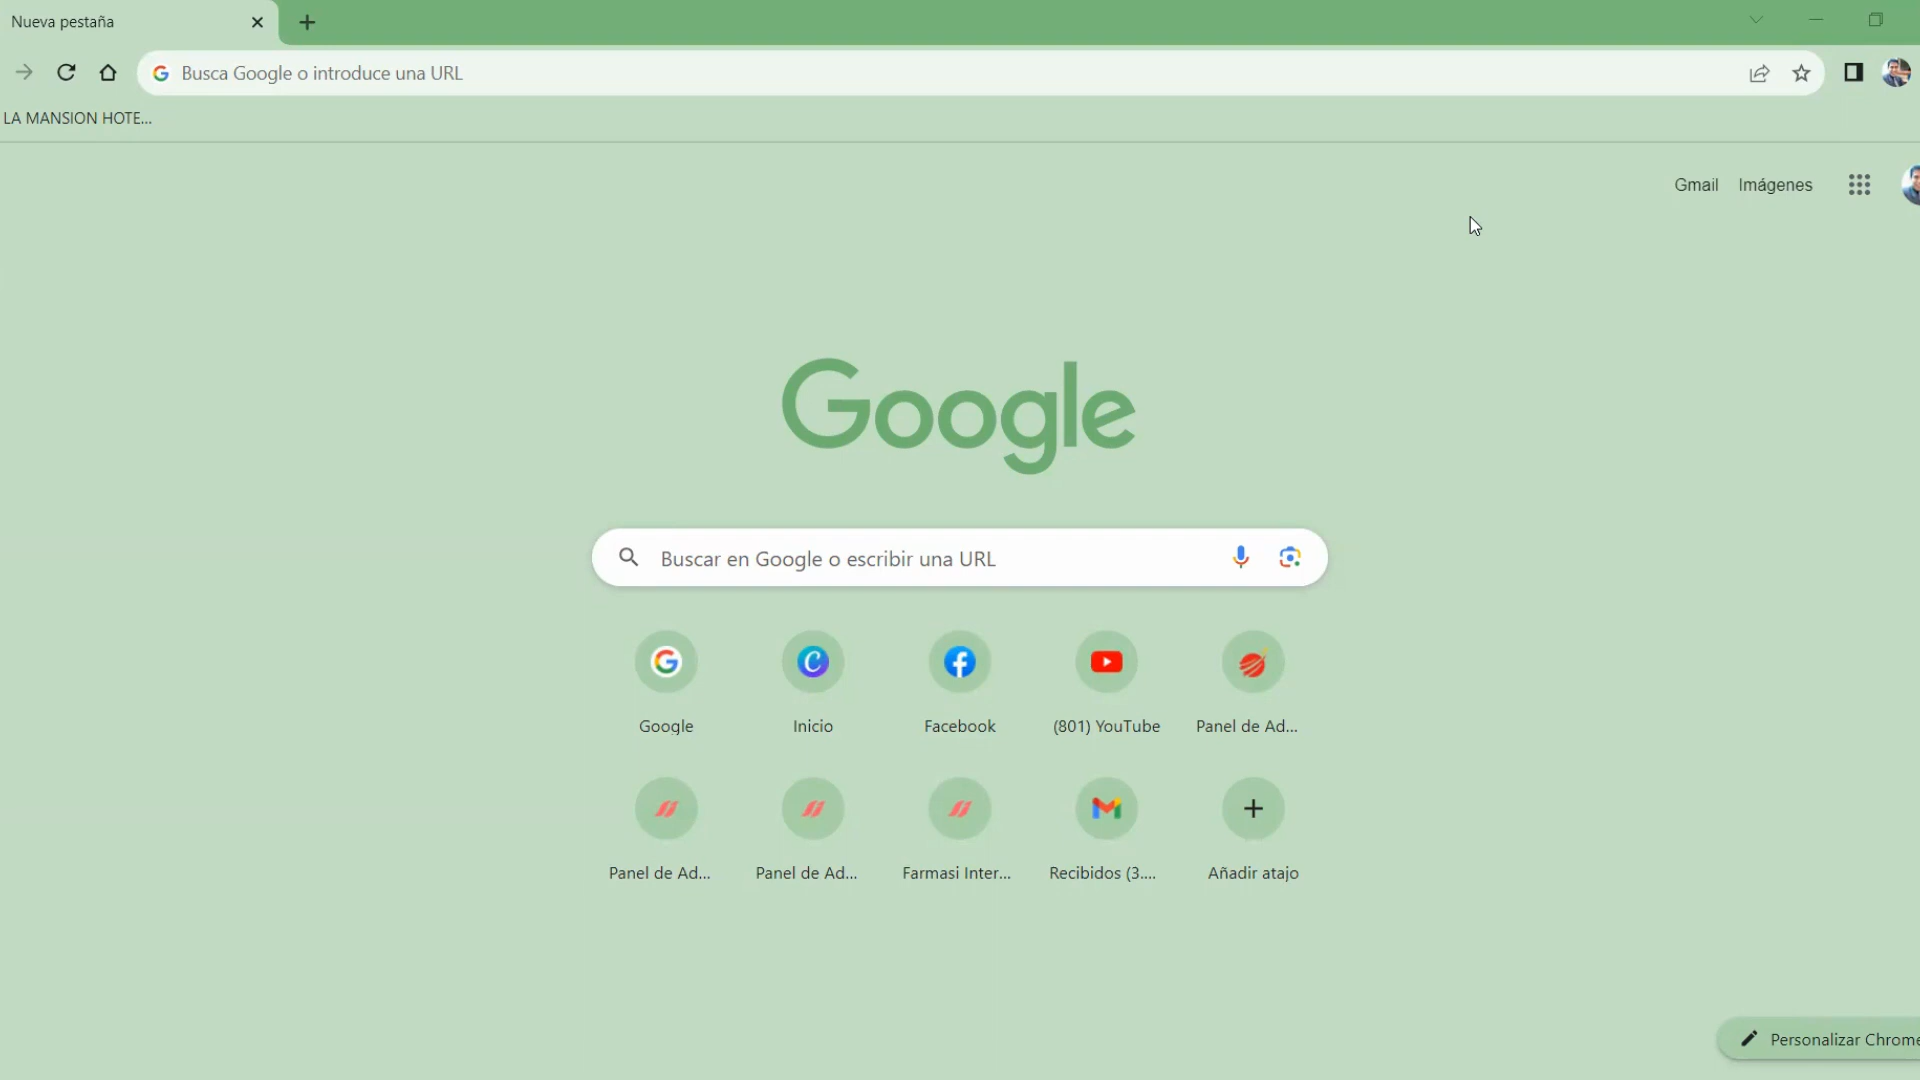 Nueva pestaña
Busca Google o introduce una URL
LA MANSION HOTE...
Gmail Imágenes
Google
Buscar en Google o escribir una URL
Google Inicio Facebook (801) YouTube Panel de Ad...
Panel de Ad... Panel de Ad... Farmasi Inter... Recibidos (3.... Añadir atajo
Personalizar Chrome